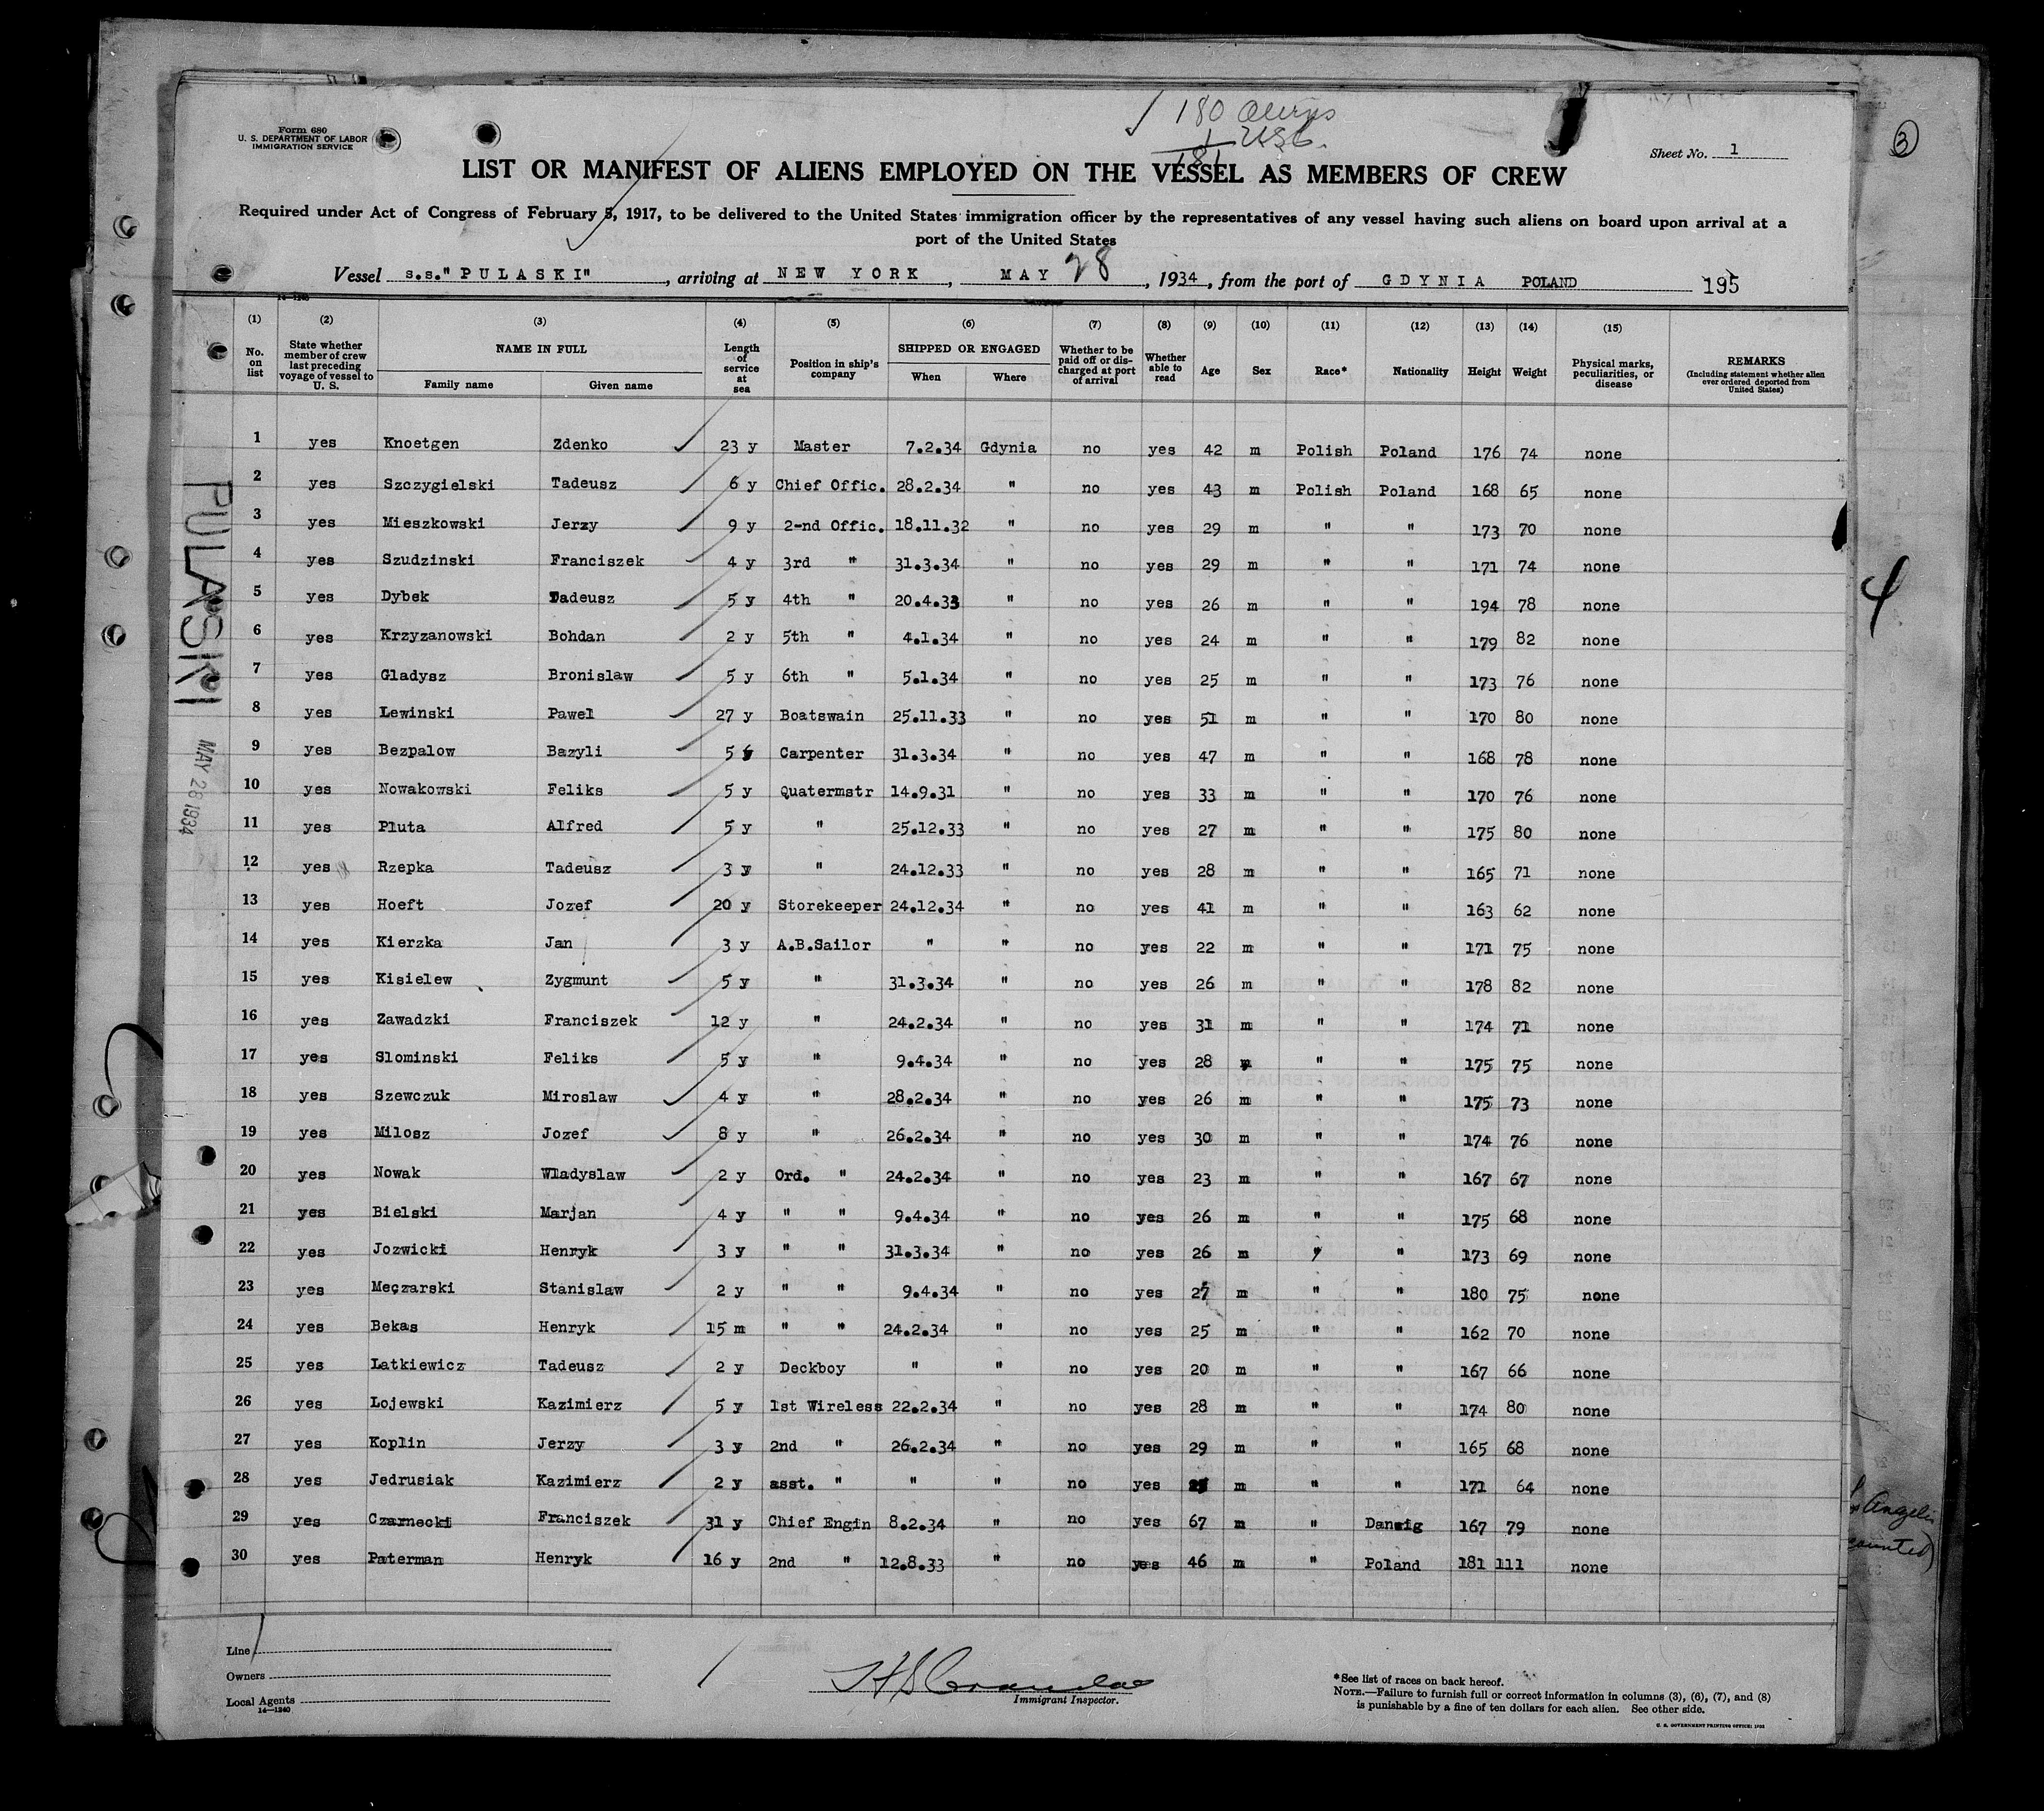 ✓ 180 Aliens
1 USC.
181
Form 680
U. S. DEPARTMENT OF LABOR
IMMIGRATION SERVICE
Sheet No. 1
3
LIST OR MANIFEST OF ALIENS EMPLOYED ON THE VESSEL AS MEMBERS OF CREW
Required under Act of Congress of February 5, 1917, to be delivered to the United States immigration officer by the representatives of any vessel having such aliens on board upon arrival at a
port of the United States
Vessel s.s."PULASKI", arriving at NEW YORK, MAY 28, 1934, from the port of GDYNIA POLAND 195
14—1240
(1) (2) (3) (4) (5) (6) (7) (8) (9) (10) (11) (12) (13) (14) (15)
No. on list | State whether member of crew last preceding voyage of vessel to U. S. | NAME IN FULL Family name Given name | Length of service at sea | Position in ship's company | SHIPPED OR ENGAGED When Where | Whether to be paid off or discharged at port of arrival | Whether able to read | Age | Sex | Race* | Nationality | Height | Weight | Physical marks, peculiarities, or disease | REMARKS (Including statement whether alien ever ordered deported from United States)
1 yes Knoetgen Zdenko 23 y Master 7.2.34 Gdynia no yes 42 m Polish Poland 176 74 none
2 yes Szczygielski Tadeusz 6 y Chief Offic. 28.2.34 " no yes 43 m Polish Poland 168 65 none
3 yes Mieszkowski Jerzy 9 y 2-nd Offic. 18.11.32 " no yes 29 m " " 173 70 none
4 yes Szudzinski Franciszek 4 y 3rd " 31.3.34 " no yes 29 m " " 171 74 none
5 yes Dybek Tadeusz 5 y 4th " 20.4.33 " no yes 26 m " " 194 78 none
6 yes Krzyzanowski Bohdan 2 y 5th " 4.1.34 " no yes 24 m " " 179 82 none
7 yes Gladysz Bronislaw 5 y 6th " 5.1.34 " no yes 25 m " " 173 76 none
8 yes Lewinski Pawel 27 y Boatswain 25.11.33 " no yes 51 m " " 170 80 none
9 yes Bezpalow Bazyli 5 y Carpenter 31.3.34 " no yes 47 m " " 168 78 none
10 yes Nowakowski Feliks 5 y Quatermstr 14.9.31 " no yes 33 m " " 170 76 none
11 yes Pluta Alfred 5 y " 25.12.33 " no yes 27 m " " 175 80 none
12 yes Rzepka Tadeusz 3 y " 24.12.33 " no yes 28 m " " 165 71 none
13 yes Hoeft Jozef 20 y Storekeeper 24.12.34 " no yes 41 m " " 163 62 none
14 yes Kierzka Jan 3 y A.B.Sailor " " no yes 22 m " " 171 75 none
15 yes Kisielew Zygmunt 5 y " 31.3.34 " no yes 26 m " " 178 82 none
16 yes Zawadzki Franciszek 12 y " 24.2.34 " no yes 31 m " " 174 71 none
17 yes Slominski Feliks 5 y " 9.4.34 " no yes 28 m " " 175 75 none
18 yes Szewczuk Miroslaw 4 y " 28.2.34 " no yes 26 m " " 175 73 none
19 yes Milosz Jozef 8 y " 26.2.34 " no yes 30 m " " 174 76 none
20 yes Nowak Wladyslaw 2 y Ord. " 24.2.34 " no yes 23 m " " 167 67 none
21 yes Bielski Marjan 4 y " " 9.4.34 " no yes 26 m " " 175 68 none
22 yes Jozwicki Henryk 3 y " " 31.3.34 " no yes 26 m " " 173 69 none
23 yes Meczarski Stanislaw 2 y " " 9.4.34 " no yes 27 m " " 180 75 none
24 yes Bekas Henryk 15 m " " 24.2.34 " no yes 25 m " " 162 70 none
25 yes Latkiewicz Tadeusz 2 y Deckboy " " no yes 20 m " " 167 66 none
26 yes Lojewski Kazimierz 5 y 1st Wireless 22.2.34 " no yes 28 m " " 174 80 none
27 yes Koplin Jerzy 3 y 2nd " 26.2.34 " no yes 29 m " " 165 68 none
28 yes Jedrusiak Kazimierz 2 y asst. " " " no yes m " " 171 64 none
29 yes Czarnecki Franciszek 31 y Chief Engin 8.2.34 " no yes 67 m " Danwig 167 79 none
30 yes Paterman Henryk 16 y 2nd " 12.8.33 " no yes 46 m " Poland 181 111 none
PULASKI
MAY 28 1934
4
Angelis
counted)
Line
Owners
Local Agents
14—1240
Immigrant Inspector.
*See list of races on back hereof.
NOTE.—Failure to furnish full or correct information in columns (3), (6), (7), and (8)
is punishable by a fine of ten dollars for each alien. See other side.
U. S. GOVERNMENT PRINTING OFFICE: 1932